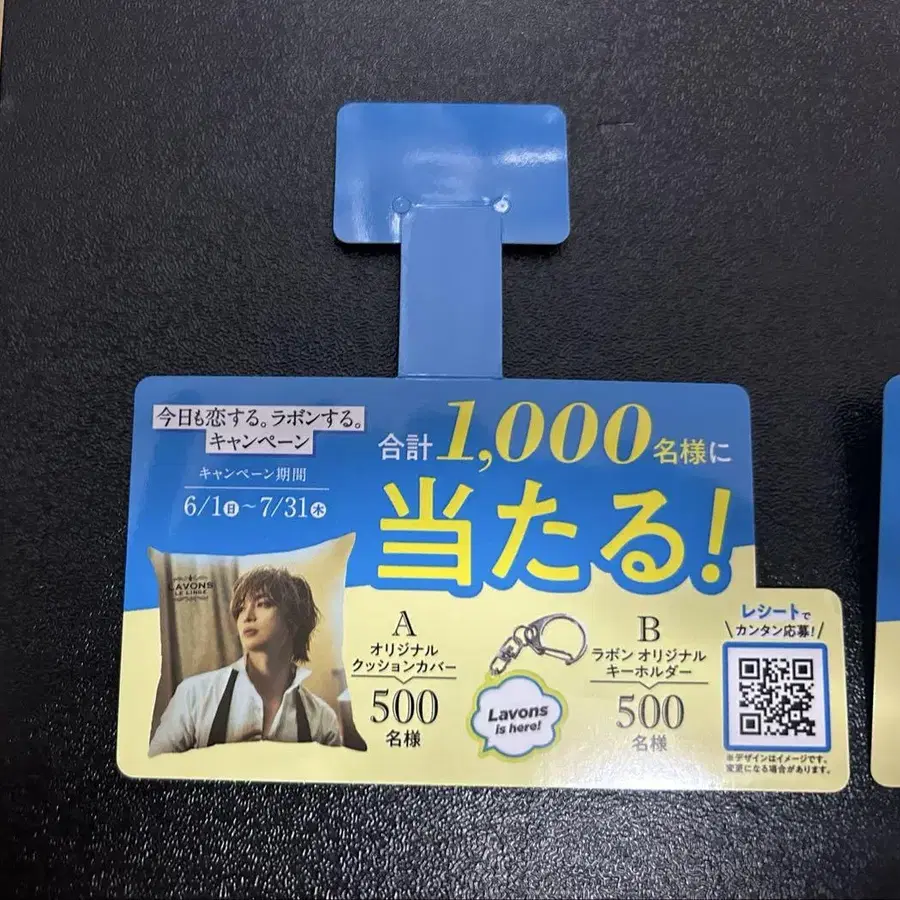 今日も恋する。ラボンする。
キャンペーン
キャンペーン期間
6/1日~7/31木
合計1,000名様に
当たる!
LAVONS
LE LINGE
A
オリジナル
クッションカバー
500
名様
Lavons
is here!
B
ラボン オリジナル
キーホルダー
500
名様
レシートで
\カンタン応募!/
※デザインはイメージです。
変更になる場合があります。